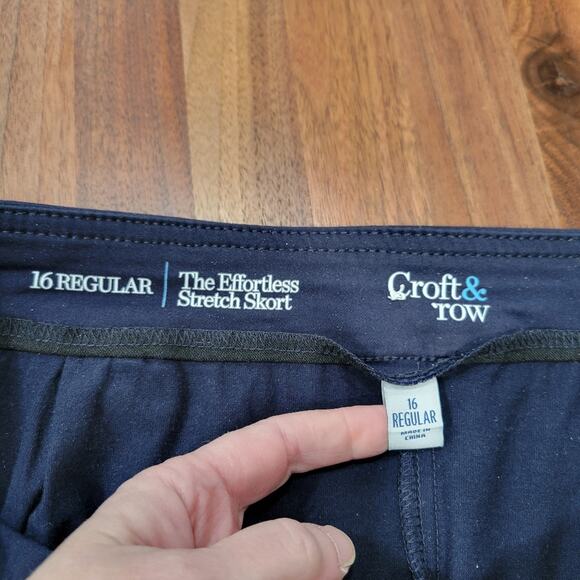 16 REGULAR
The Effortless
Stretch Skort
Croft&
row
16
REGULAR
MADE IN
CHINA